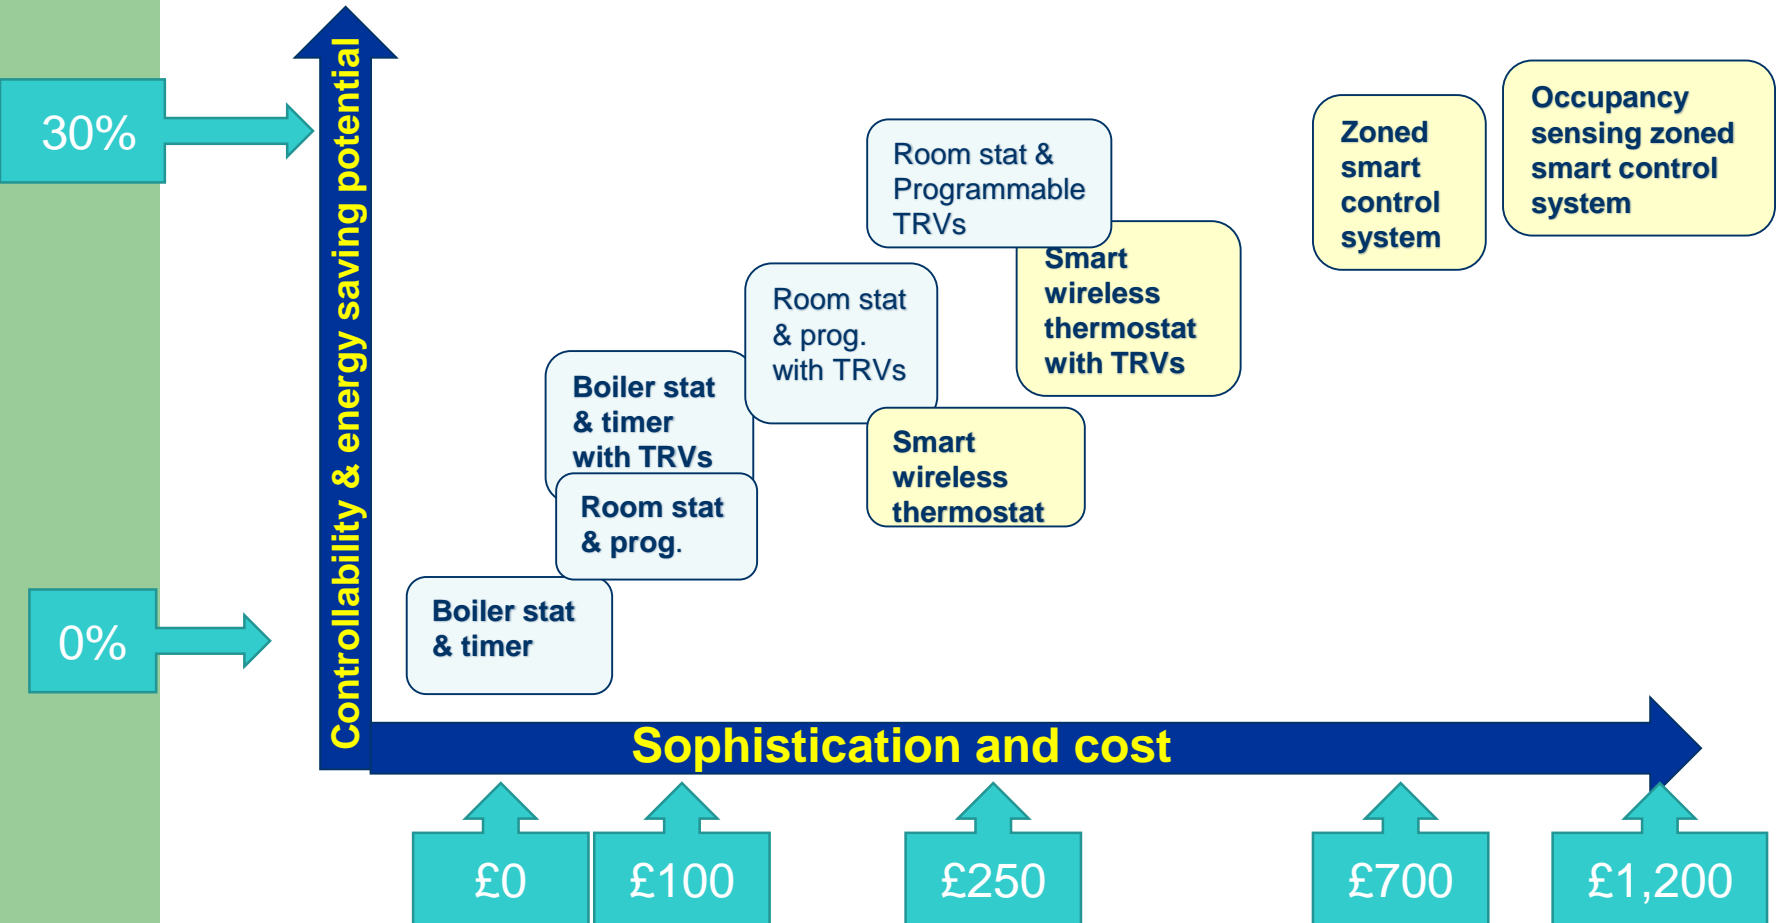 30%
0%
Controllability & energy saving potential
Room stat &
Programmable
TRVs
Zoned
smart
control
system
Occupancy
sensing zoned
smart control
system
Smart
wireless
thermostat
with TRVs
Room stat
& prog.
with TRVs
Boiler stat
& timer
with TRVs
Smart
wireless
thermostat
Room stat
& prog.
Boiler stat
& timer
Sophistication and cost
£0
£100
£250
£700
£1,200